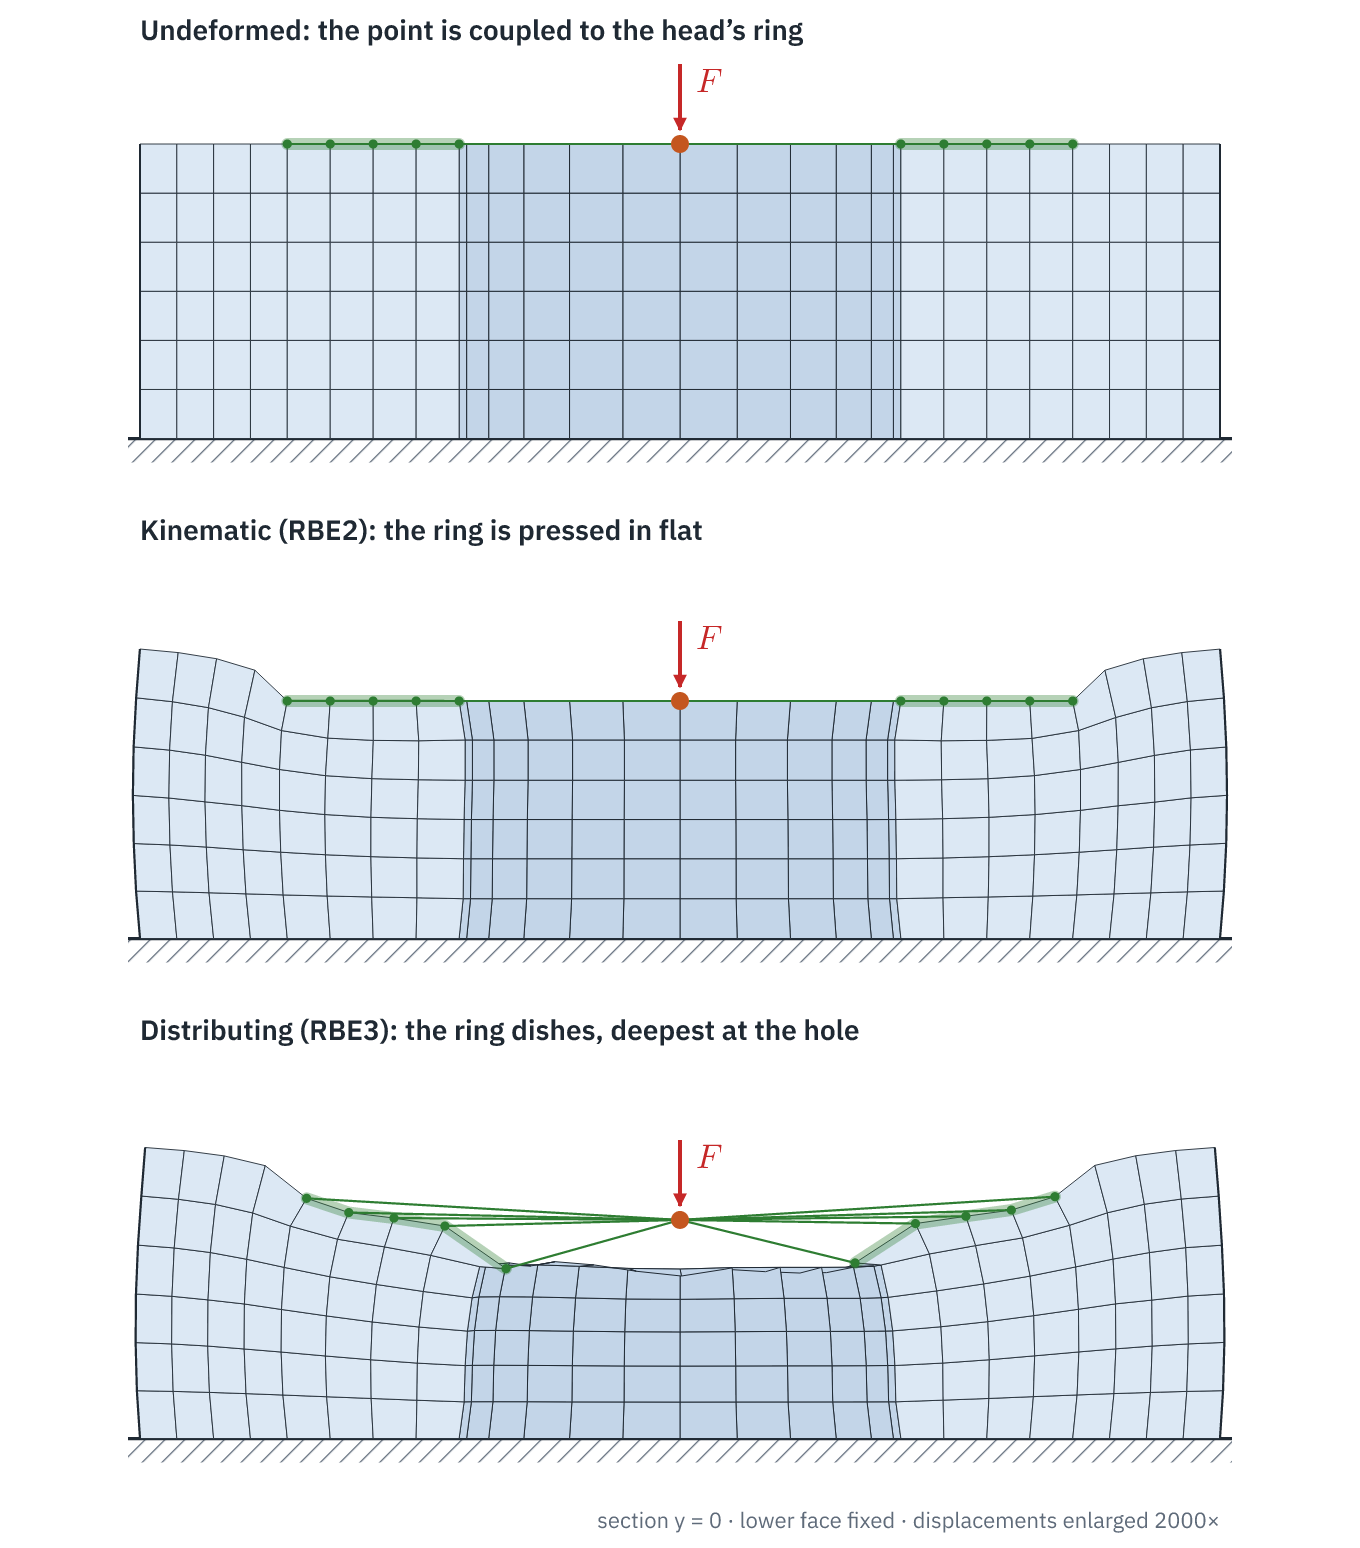 Undeformed: the point is coupled to the head’s ring
F
Kinematic (RBE2): the ring is pressed in flat
F
Distributing (RBE3): the ring dishes, deepest at the hole
F
section y = 0 · lower face fixed · displacements enlarged 2000×